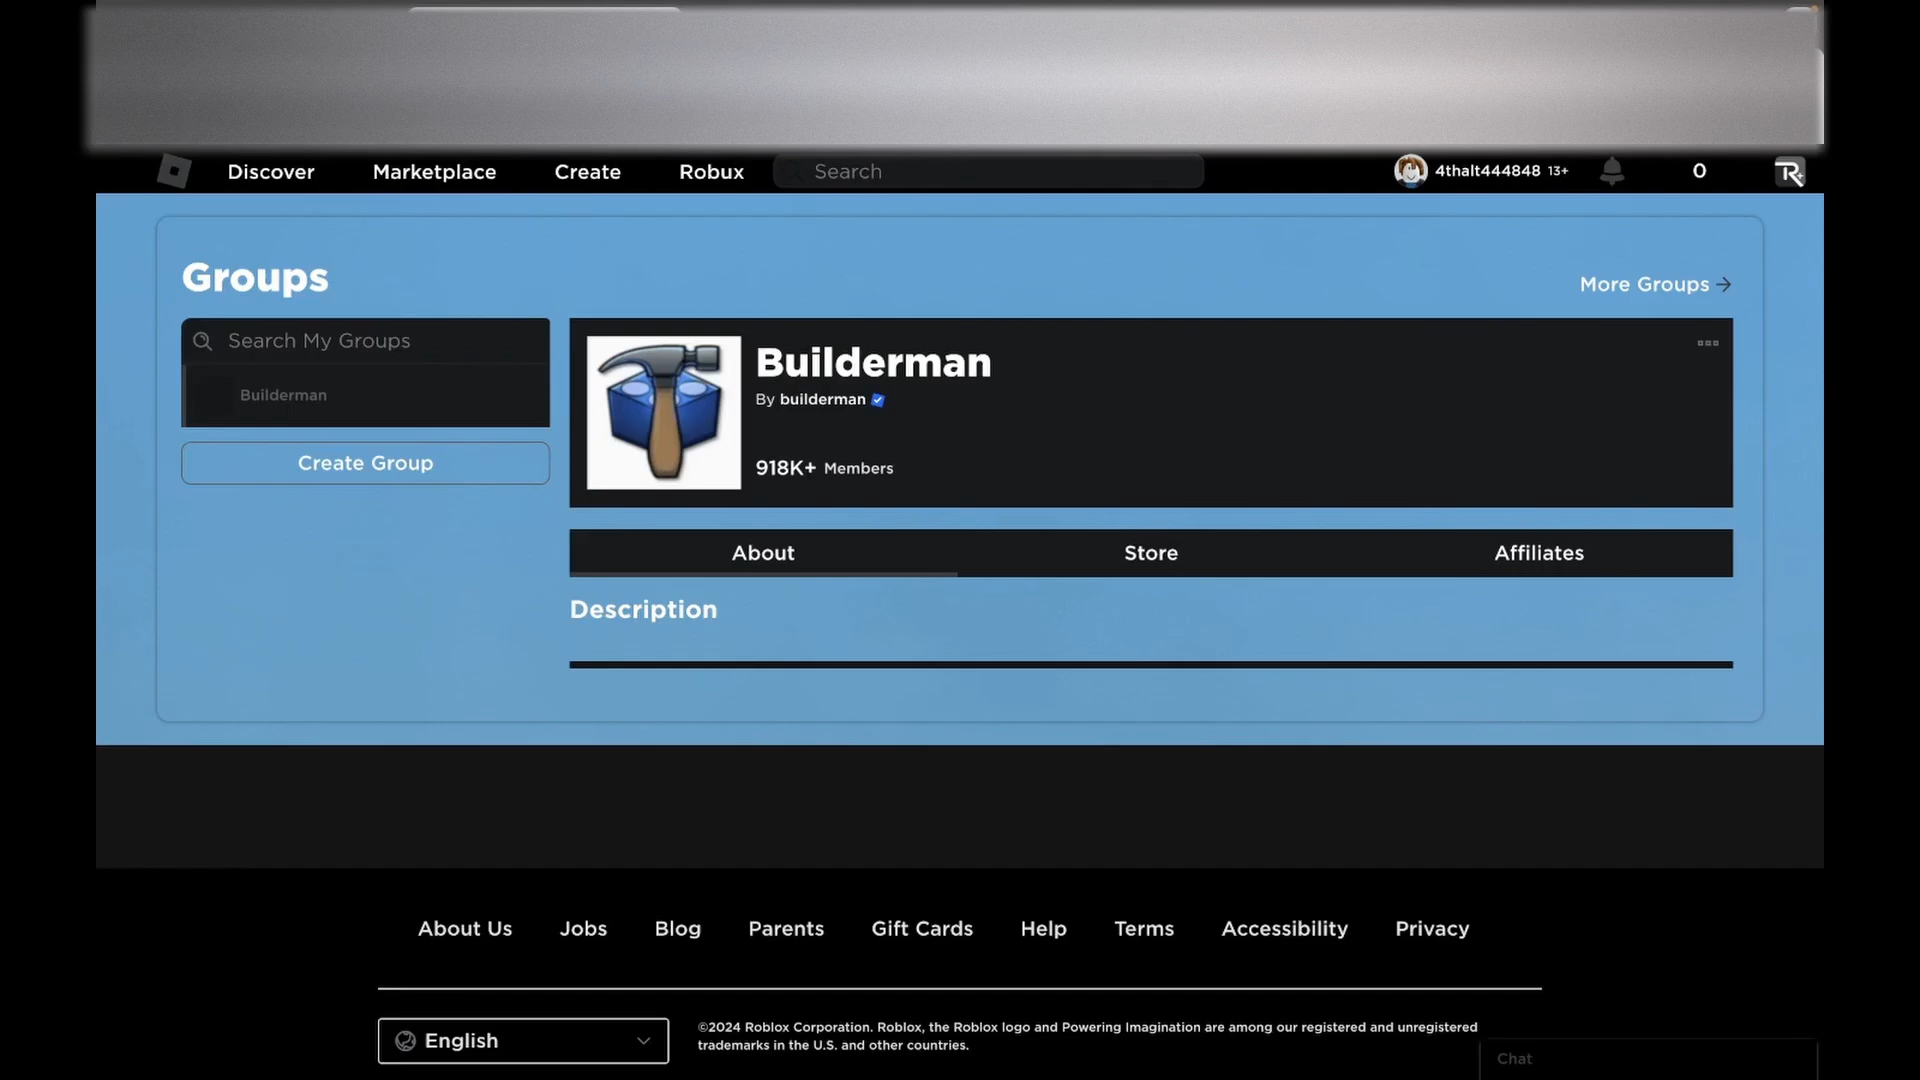 Discover Marketplace Create Robux Search 4thalt444848 13+ 0
Groups
More Groups →
Search My Groups
Builderman
Create Group
Builderman
By builderman
918K+ Members
About Store Affiliates
Description
About Us Jobs Blog Parents Gift Cards Help Terms Accessibility Privacy
English
©2024 Roblox Corporation. Roblox, the Roblox logo and Powering Imagination are among our registered and unregistered
trademarks in the U.S. and other countries.
Chat